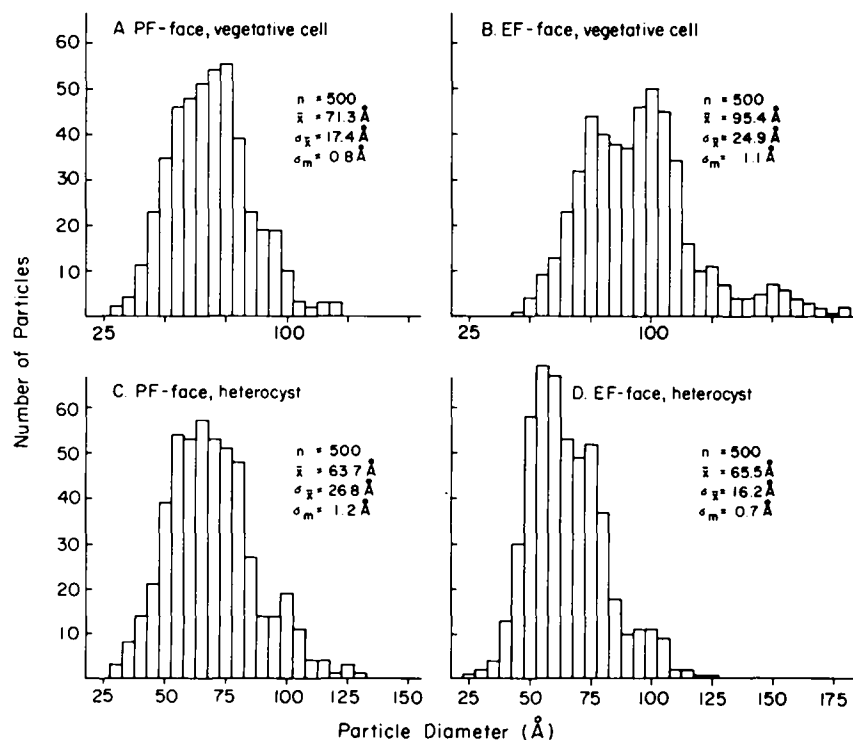 A. PF-face, vegetative cell
60
50
40
30
20
10
n = 500
x̄ = 71.3 Å
σx̄ = 17.4 Å
σm = 0.8 Å
25
75
100
B. EF-face, vegetative cell
n = 500
x̄ = 95.4 Å
σx̄ = 24.9 Å
σm = 1.1 Å
25
75
100
Number of Particles
C. PF-face, heterocyst
60
50
40
30
20
10
n = 500
x̄ = 63.7 Å
σx̄ = 26.8 Å
σm = 1.2 Å
25 50 75 100 125 150
D. EF-face, heterocyst
n = 500
x̄ = 65.5 Å
σx̄ = 16.2 Å
σm = 0.7 Å
25 50 75 100 125 150 175
Particle Diameter (Å)